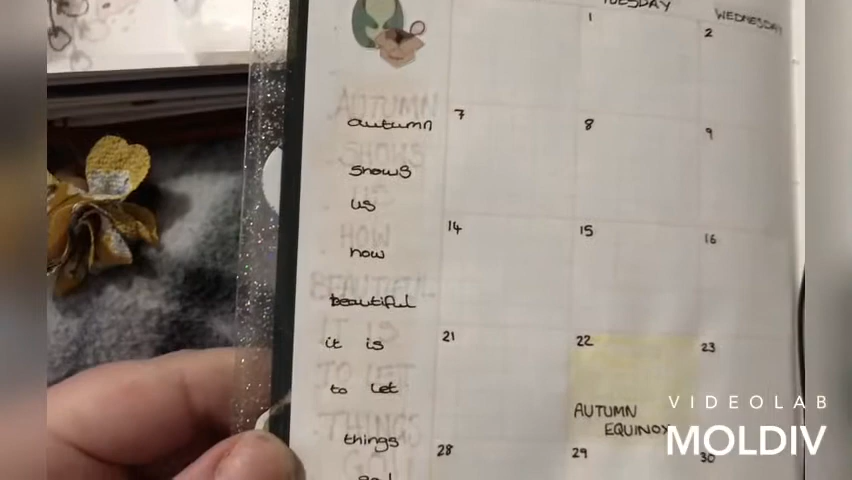 TUESDAY
WEDNESDAY
1
2
7
8
9
14
15
16
21
22
23
AUTUMN
EQUINOX
28
29
30
AUTUMN
SHOWS
US
HOW
BEAUTIFUL
IT IS
TO LET
THINGS
autumn
shows
us
how
beautiful
it is
to let
things
VIDEOLAB
MOLDIV